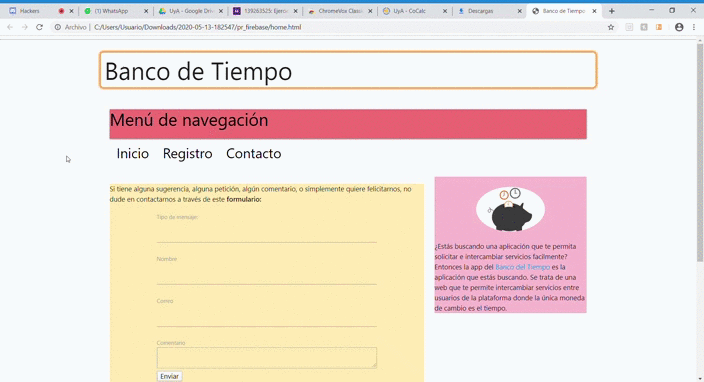 Hackers
(1) WhatsApp
UyA - Google Driv
139263525: Ejerci
ChromeVox Classi
UyA - CoCalc
Descargas
Banco de Tiempo
Archivo | C:/Users/Usuario/Downloads/2020-05-13-182547/pr_firebase/home.html
Banco de Tiempo
Menú de navegación
Inicio Registro Contacto
Si tiene alguna sugerencia, alguna petición, algún comentario, o simplemente quiere felicitarnos, no
dude en contactarnos a través de este formulario:
Tipo de mensaje:
Nombre
Correo
Comentario
Enviar
¿Estás buscando una aplicación que te permita
solicitar e intercambiar servicios facilmente?
Entonces la app del Banco del Tiempo es la
aplicación que estás buscando. Se trata de una
web que te permite intercambiar servicios entre
usuarios de la plataforma donde la única moneda
de cambio es el tiempo.